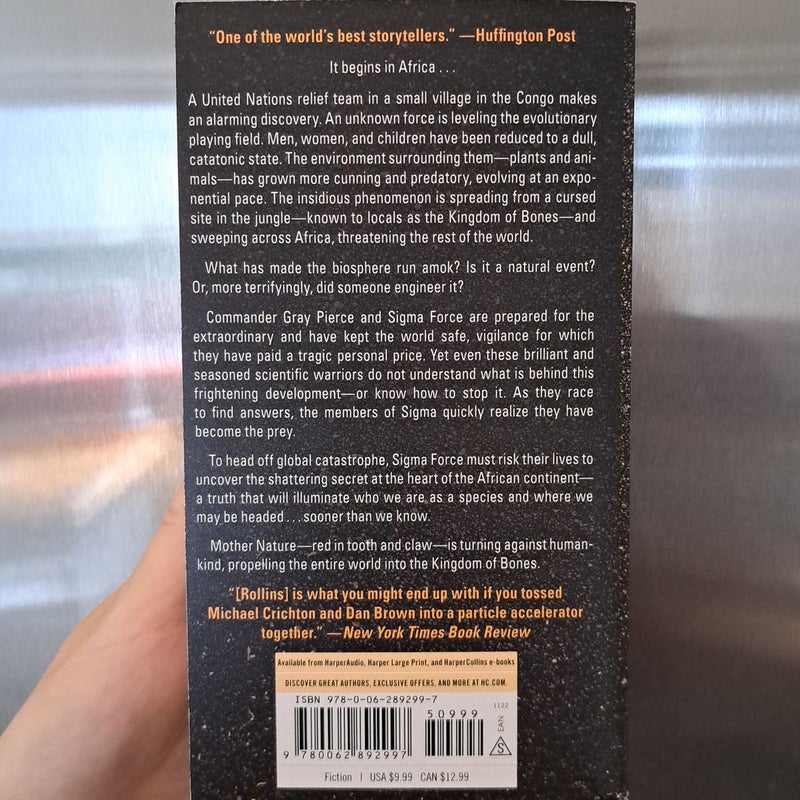 “One of the world’s best storytellers.” —Huffington Post
It begins in Africa . . .
A United Nations relief team in a small village in the Congo makes
an alarming discovery. An unknown force is leveling the evolutionary
playing field. Men, women, and children have been reduced to a dull,
catatonic state. The environment surrounding them—plants and ani-
mals—has grown more cunning and predatory, evolving at an expo-
nential pace. The insidious phenomenon is spreading from a cursed
site in the jungle—known to locals as the Kingdom of Bones—and
sweeping across Africa, threatening the rest of the world.
What has made the biosphere run amok? Is it a natural event?
Or, more terrifyingly, did someone engineer it?
Commander Gray Pierce and Sigma Force are prepared for the
extraordinary and have kept the world safe, vigilance for which
they have paid a tragic personal price. Yet even these brilliant and
seasoned scientific warriors do not understand what is behind this
frightening development—or know how to stop it. As they race
to find answers, the members of Sigma quickly realize they have
become the prey.
To head off global catastrophe, Sigma Force must risk their lives to
uncover the shattering secret at the heart of the African continent—
a truth that will illuminate who we are as a species and where we
may be headed . . . sooner than we know.
Mother Nature—red in tooth and claw—is turning against human-
kind, propelling the entire world into the Kingdom of Bones.
“[Rollins] is what you might end up with if you tossed
Michael Crichton and Dan Brown into a particle accelerator
together.” —New York Times Book Review
Available from HarperAudio, Harper Large Print, and HarperCollins e-books
DISCOVER GREAT AUTHORS, EXCLUSIVE OFFERS, AND MORE AT HC.COM.
ISBN 978-0-06-289299-7
50999
1122
EAN
S
9 780062 892997
Fiction | USA $9.99 CAN $12.99